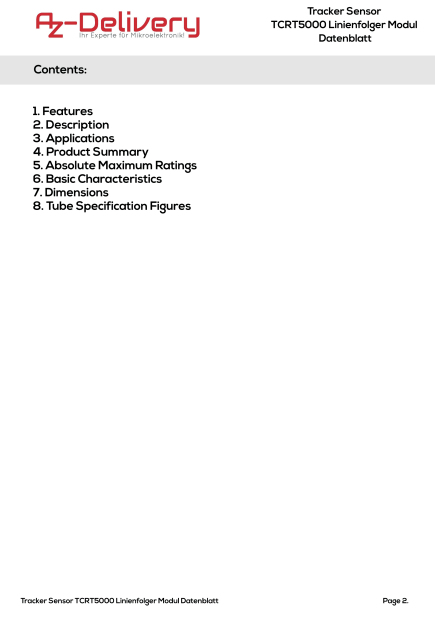 Az-Delivery
Ihr Experte für Mikroelektronik!
Tracker Sensor
TCRT5000 Linienfolger Modul
Datenblatt
Contents:
1. Features
2. Description
3. Applications
4. Product Summary
5. Absolute Maximum Ratings
6. Basic Characteristics
7. Dimensions
8. Tube Specification Figures
Tracker Sensor TCRT5000 Linienfolger Modul Datenblatt
Page 2.